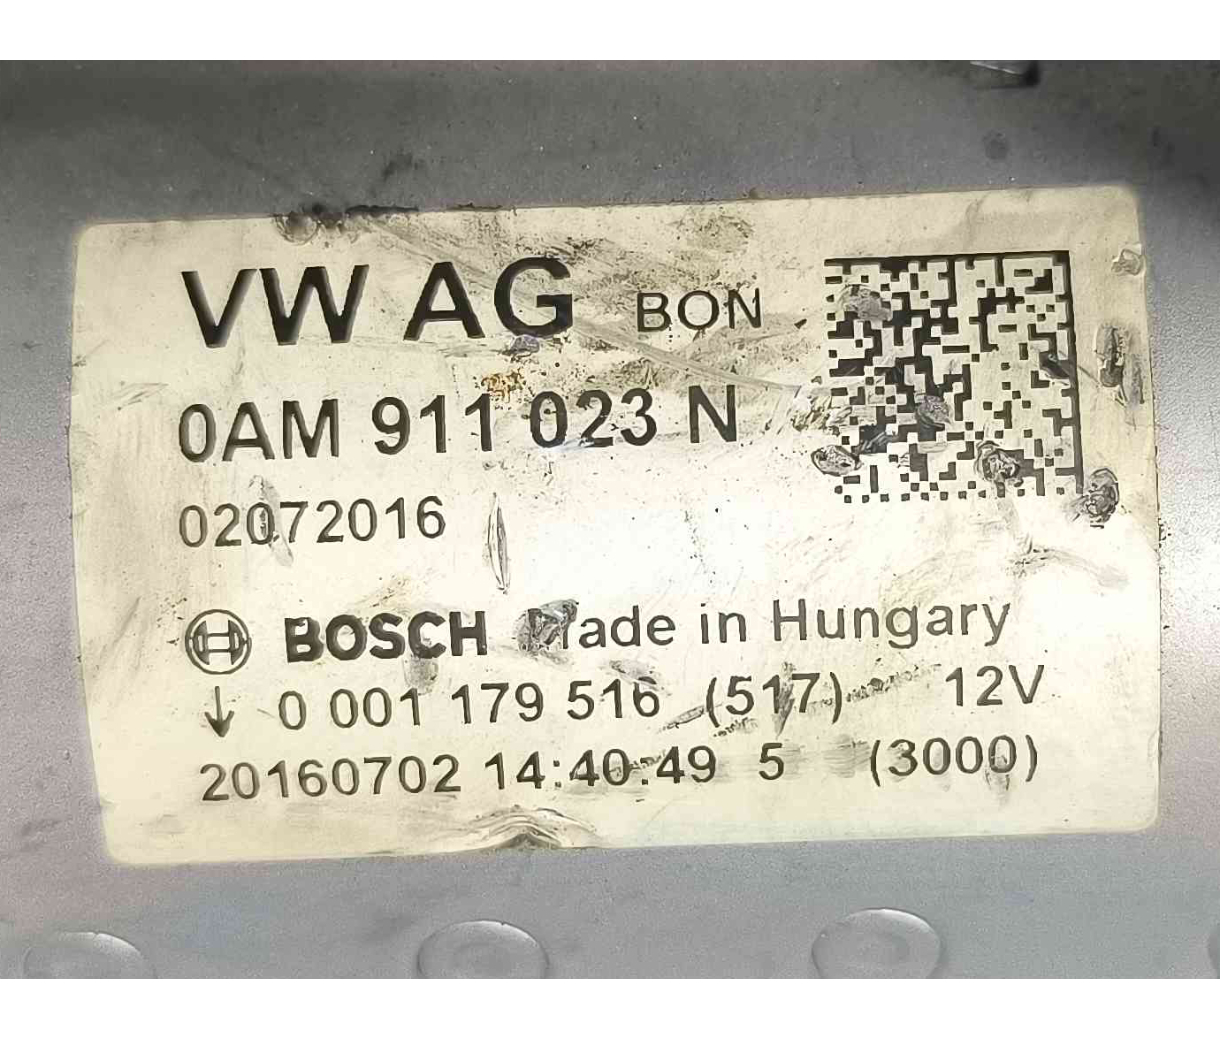 VW AG BON
0AM 911 023 N
02072016
BOSCH Made in Hungary
↓ 0 001 179 516 (517) 12V
20160702 14:40:49 5 (3000)